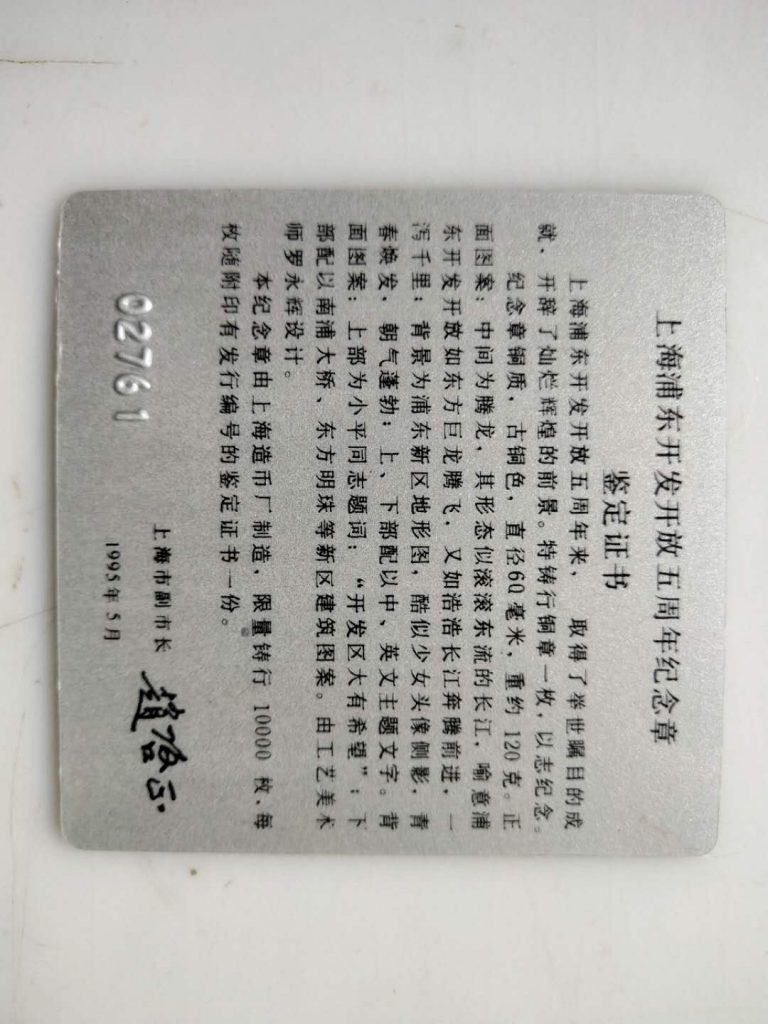 上海浦东开发开放五周年纪念章
鉴定证书
上海浦东开发开放五周年来，取得了举世瞩目的成
就、开辞了灿烂辉煌的前景。特铸行铜章一枚，以志纪念。
纪念章铜质，古铜色，直径60毫米，重约120克。正
面图案：中间为腾龙，其形态似滚滚东流的长江，喻意浦
东开发开放如东方巨龙腾飞，又如浩浩长江奔腾前进，一
泻千里；背景为浦东新区地形图，酷似少女头像侧影，青
春焕发、朝气蓬勃；上、下部配以中、英文主题文字。背
面图案：上部为小平同志题词：“开发区大有希望”；下
部配以南浦大桥、东方明珠等新区建筑图案。由工艺美术
师罗永辉设计。
本纪念章由上海造币厂制造，限量铸行10000枚、每
枚随附印有发行编号的鉴定证书一份。
上海市副市长 趙启正
1995年5月
02761